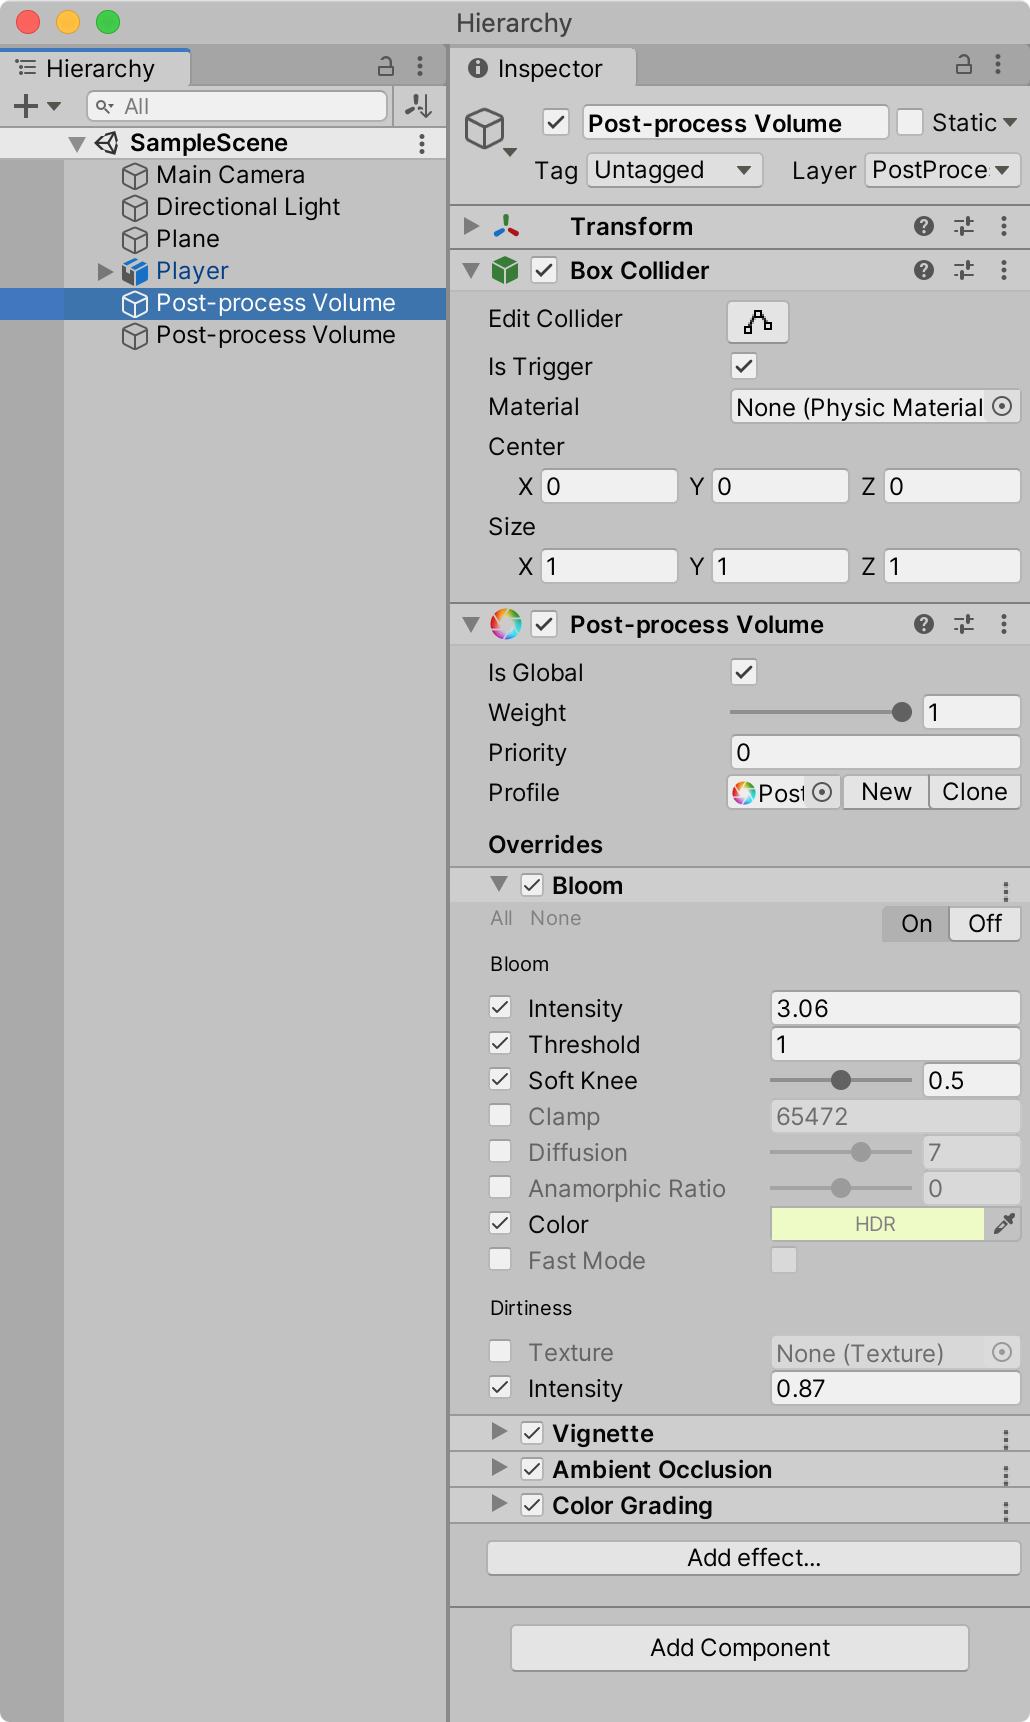 Hierarchy
Hierarchy
All
SampleScene
Main Camera
Directional Light
Plane
Player
Post-process Volume
Post-process Volume
Inspector
Post-process Volume Static
Tag Untagged Layer PostProce
Transform
Box Collider
Edit Collider
Is Trigger
Material None (Physic Material
Center
X 0 Y 0 Z 0
Size
X 1 Y 1 Z 1
Post-process Volume
Is Global
Weight 1
Priority 0
Profile Post New Clone
Overrides
Bloom
All None On Off
Bloom
Intensity 3.06
Threshold 1
Soft Knee 0.5
Clamp 65472
Diffusion 7
Anamorphic Ratio 0
Color HDR
Fast Mode
Dirtiness
Texture None (Texture)
Intensity 0.87
Vignette
Ambient Occlusion
Color Grading
Add effect...
Add Component